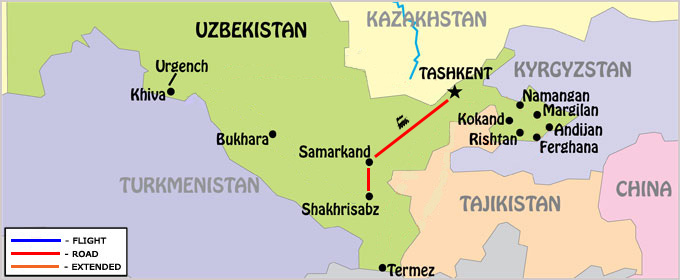 KAZAKHSTAN
UZBEKISTAN
Urgench
TASHKENT
KYRGYZSTAN
Khiva
Namangan
Margilan
Kokand
Andijan
Bukhara
Rishtan
Ferghana
Samarkand
TURKMENISTAN
CHINA
TAJIKISTAN
Shakhrisabz
- FLIGHT
- ROAD
- EXTENDED
Termez